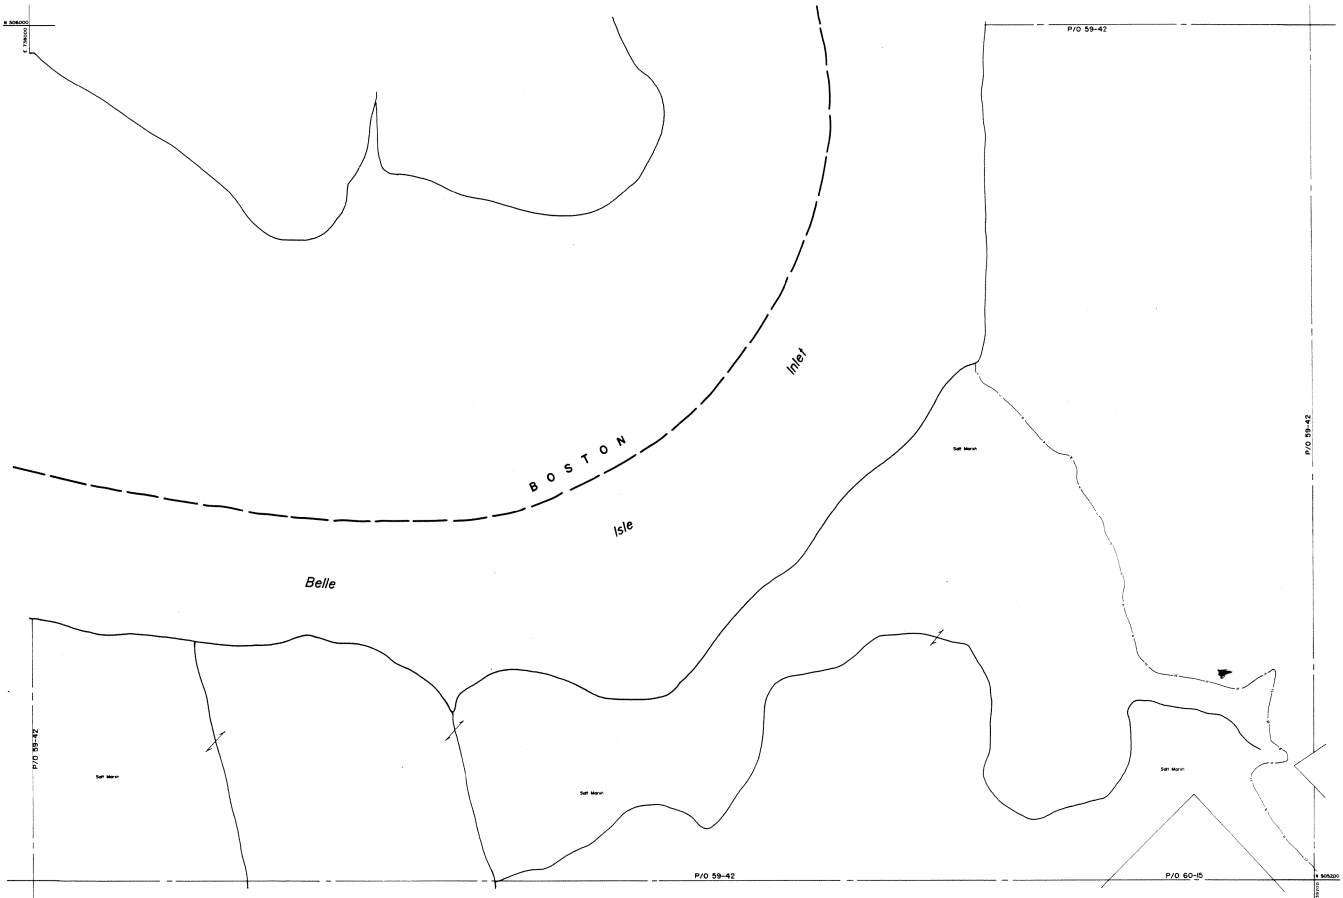 N 506000
E 738000
P/O 59-42
Inlet
BOSTON
P/O 59-42
Salt Marsh
Isle
Belle
P/O 59-42
Salt Marsh
Salt Marsh
Salt Marsh
P/O 59-42
P/O 60-15
N 505200